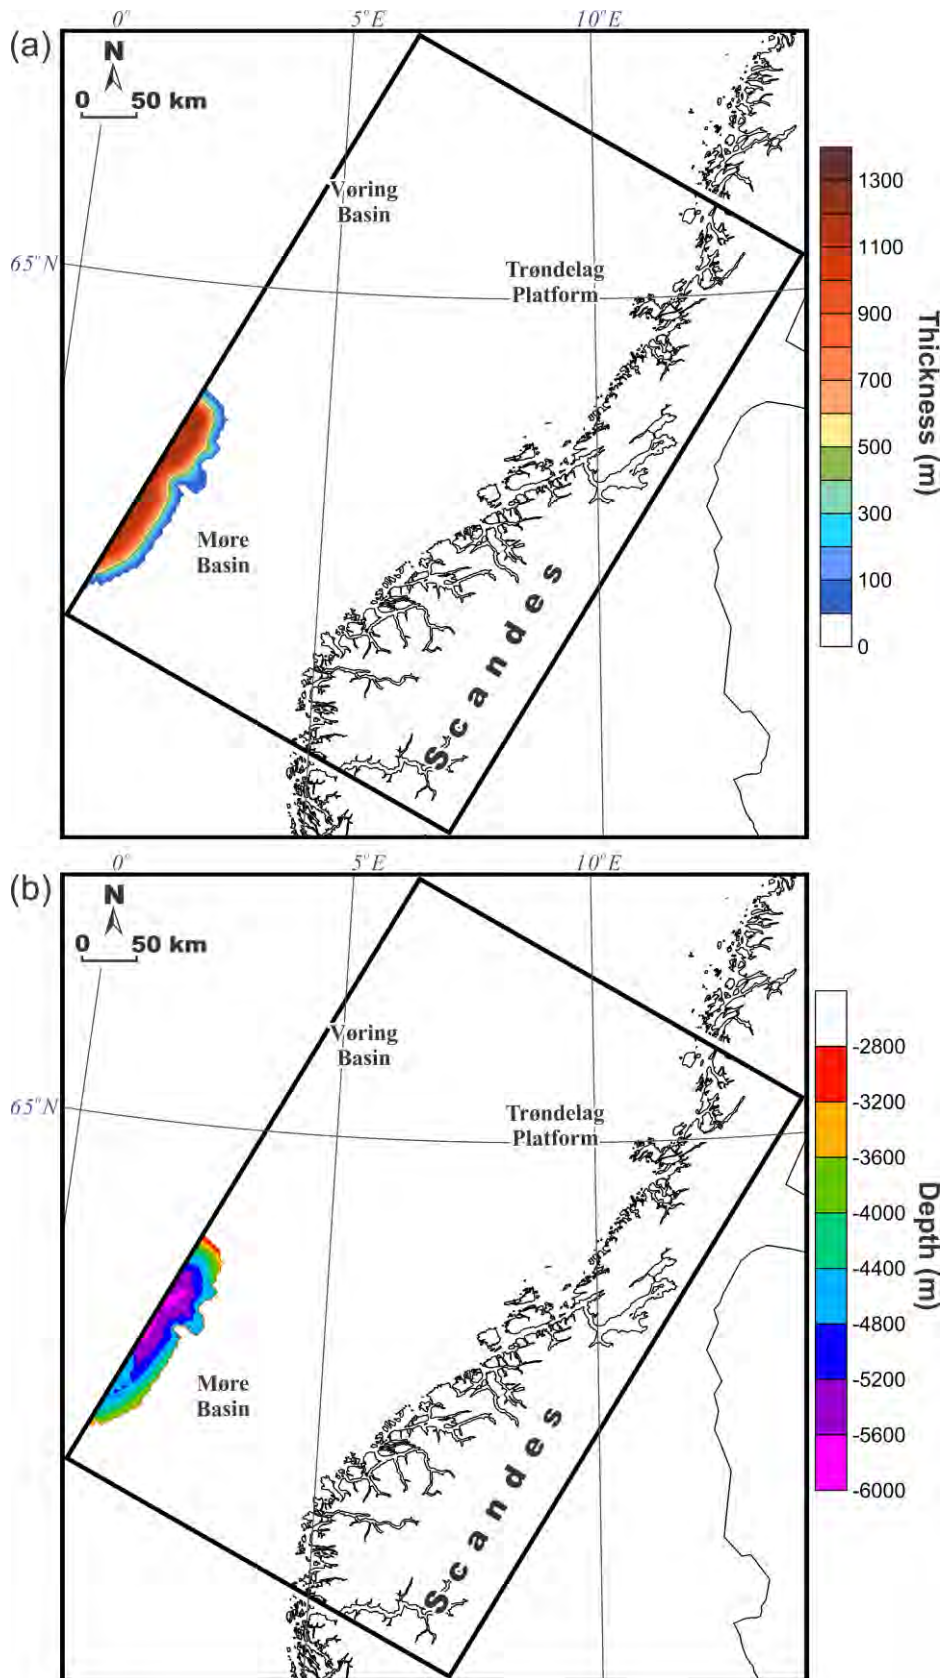 (a)
0°
5°E
10°E
N
0 50 km
Vøring
Basin
65°N
Trøndelag
Platform
Møre
Basin
Scandes
1300
1100
900
700
500
300
100
0
Thickness (m)
(b)
0°
5°E
10°E
N
0 50 km
Vøring
Basin
65°N
Trøndelag
Platform
Møre
Basin
Scandes
-2800
-3200
-3600
-4000
-4400
-4800
-5200
-5600
-6000
Depth (m)